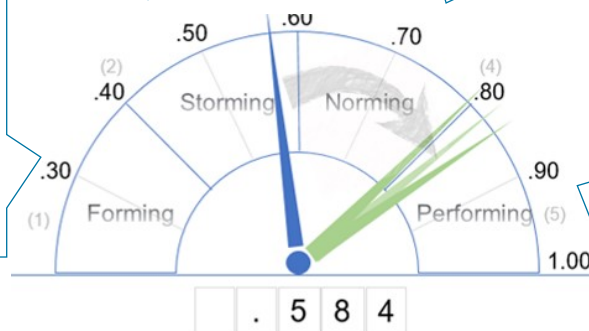 .60
.50
.70
(2)
(4)
.40
.80
Storming
Norming
.30
.90
(1)
Forming
Performing
(5)
1.00
. 5 8 4